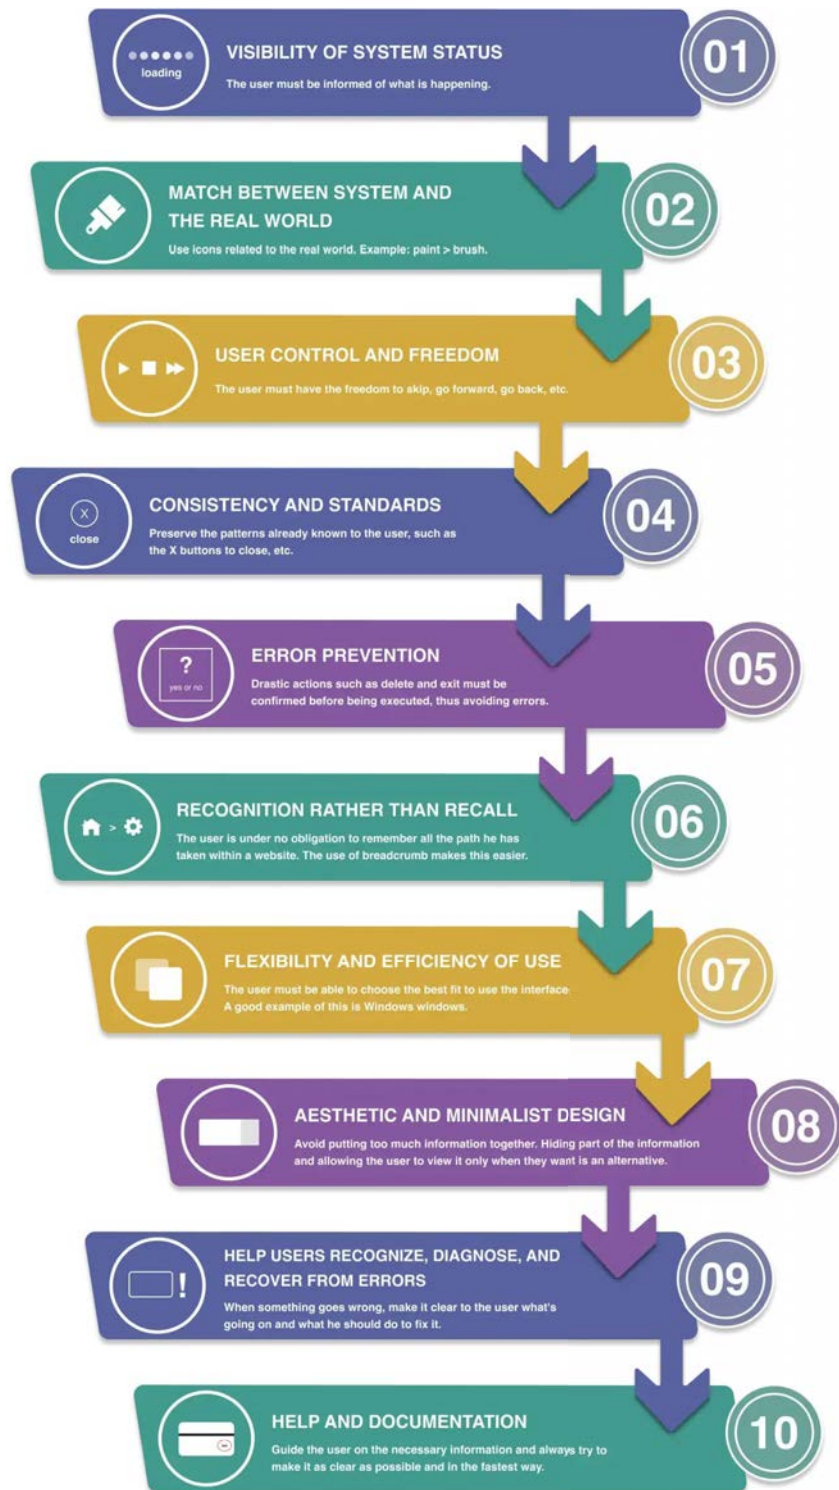 loading
VISIBILITY OF SYSTEM STATUS
The user must be informed of what is happening.
01
MATCH BETWEEN SYSTEM AND
THE REAL WORLD
Use icons related to the real world. Example: paint > brush.
02
USER CONTROL AND FREEDOM
The user must have the freedom to skip, go forward, go back, etc.
03
X
close
CONSISTENCY AND STANDARDS
Preserve the patterns already known to the user, such as
the X buttons to close, etc.
04
?
yes or no
ERROR PREVENTION
Drastic actions such as delete and exit must be
confirmed before being executed, thus avoiding errors.
05
>
RECOGNITION RATHER THAN RECALL
The user is under no obligation to remember all the path he has
taken within a website. The use of breadcrumb makes this easier.
06
FLEXIBILITY AND EFFICIENCY OF USE
The user must be able to choose the best fit to use the interface
A good example of this is Windows windows.
07
AESTHETIC AND MINIMALIST DESIGN
Avoid putting too much information together. Hiding part of the information
and allowing the user to view it only when they want is an alternative.
08
!
HELP USERS RECOGNIZE, DIAGNOSE, AND
RECOVER FROM ERRORS
When something goes wrong, make it clear to the user what's
going on and what he should do to fix it.
09
HELP AND DOCUMENTATION
Guide the user on the necessary information and always try to
make it as clear as possible and in the fastest way.
10